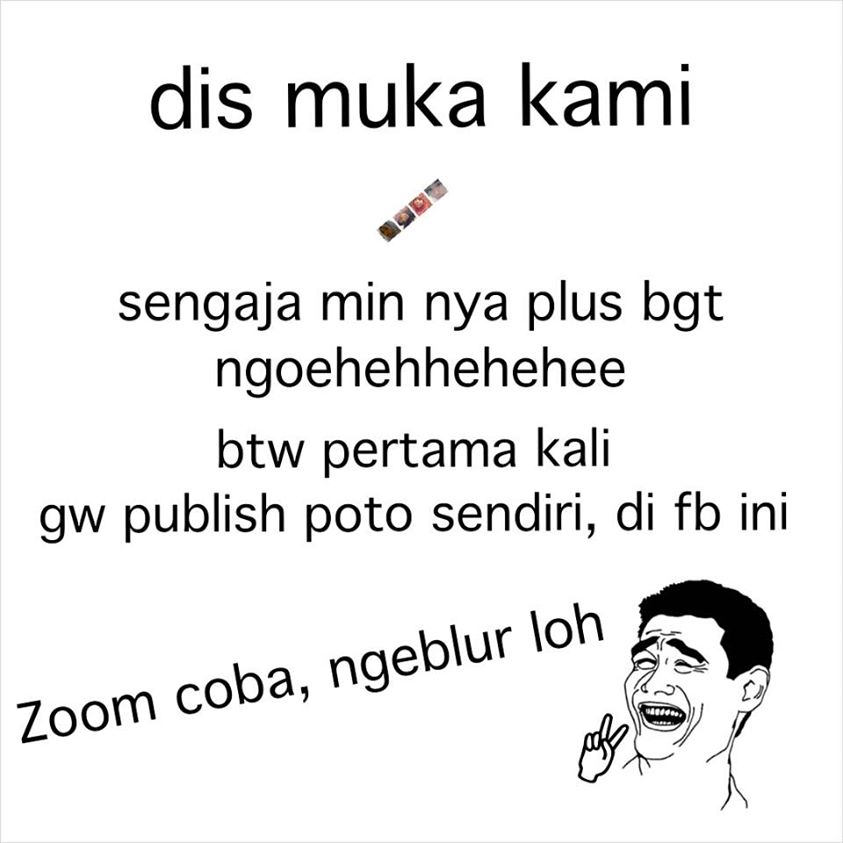 dis muka kami
sengaja min nya plus bgt
ngoehehhehehee
btw pertama kali
gw publish poto sendiri, di fb ini
Zoom coba, ngeblur loh